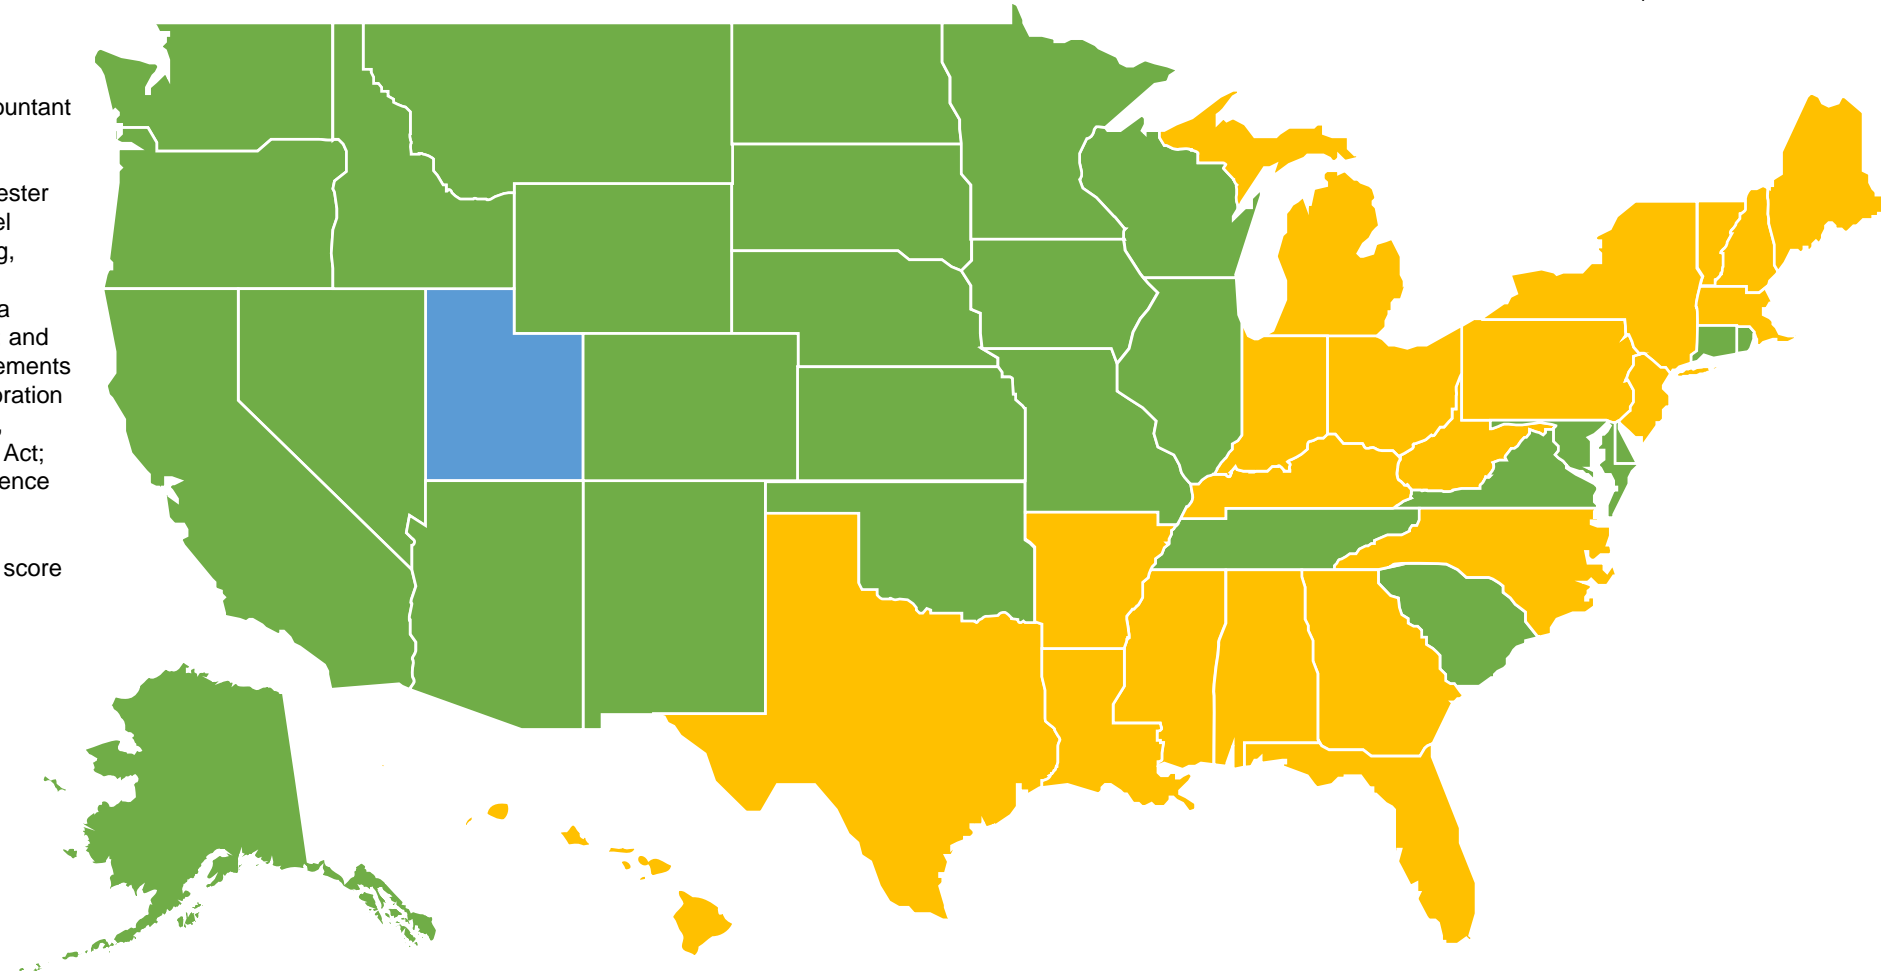 ountant
ester
el
g,
a
and
ements
oration
,
Act;
ence
score